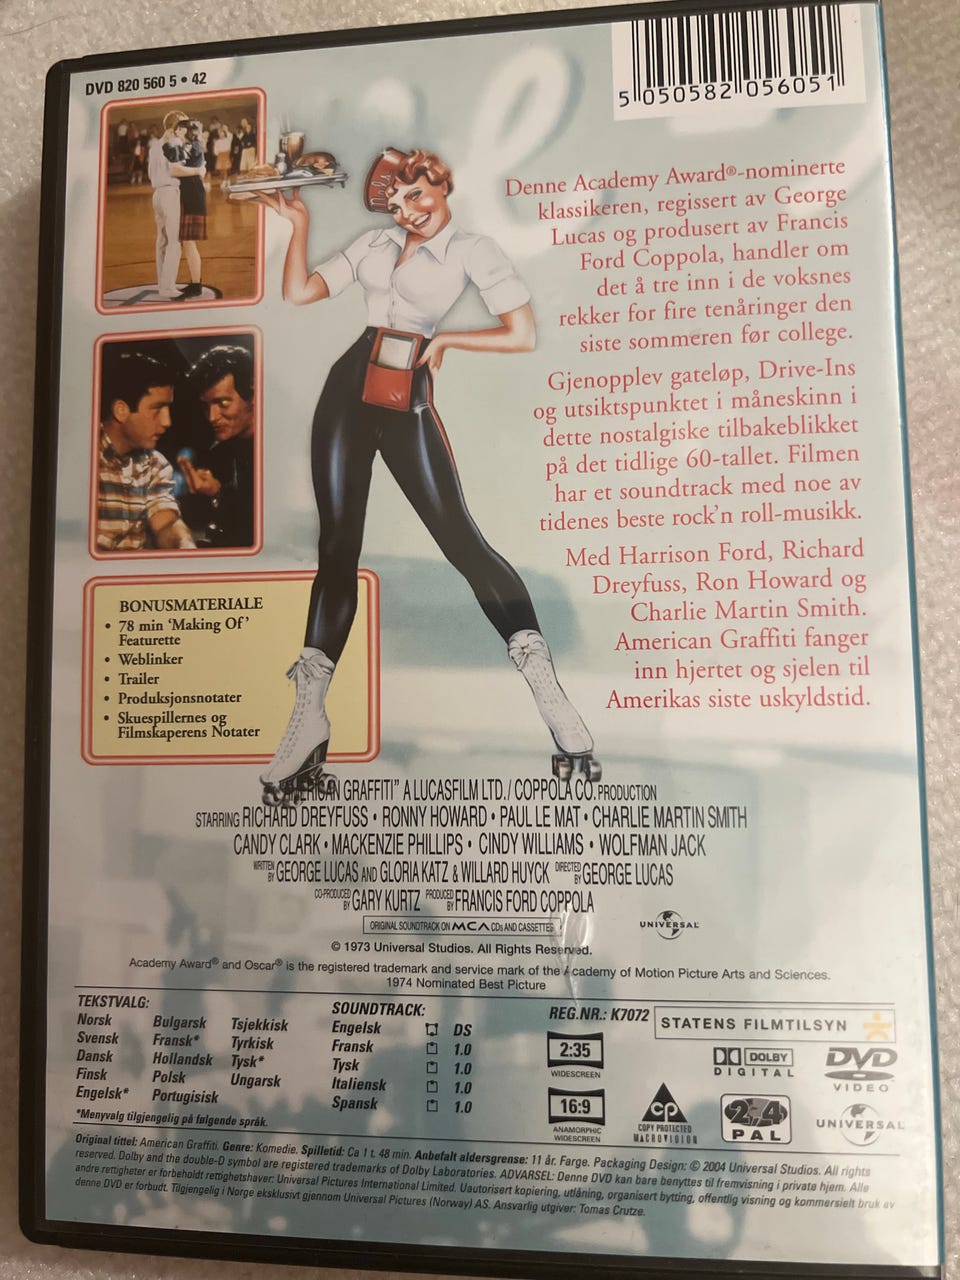 DVD 820 560 5 • 42
5 050582 056051
Denne Academy Award®-nominerte
klassikeren, regissert av George
Lucas og produsert av Francis
Ford Coppola, handler om
det å tre inn i de voksnes
rekker for fire tenåringer den
siste sommeren før college.
Gjenopplev gateløp, Drive-Ins
og utsiktspunktet i måneskinn i
dette nostalgiske tilbakeblikket
på det tidlige 60-tallet. Filmen
har et soundtrack med noe av
tidenes beste rock'n roll-musikk.
Med Harrison Ford, Richard
Dreyfuss, Ron Howard og
Charlie Martin Smith.
American Graffiti fanger
inn hjertet og sjelen til
Amerikas siste uskyldstid.
BONUSMATERIALE
• 78 min 'Making Of'
Featurette
• Weblinker
• Trailer
• Produksjonsnotater
• Skuespillernes og
Filmskaperens Notater
"AMERICAN GRAFFITI" A LUCASFILM LTD./COPPOLA CO. PRODUCTION
STARRING RICHARD DREYFUSS • RONNY HOWARD • PAUL LE MAT • CHARLIE MARTIN SMITH
CANDY CLARK • MACKENZIE PHILLIPS • CINDY WILLIAMS • WOLFMAN JACK
WRITTEN BY GEORGE LUCAS AND GLORIA KATZ & WILLARD HUYCK DIRECTED BY GEORGE LUCAS
CO-PRODUCED BY GARY KURTZ PRODUCED BY FRANCIS FORD COPPOLA
ORIGINAL SOUNDTRACK ON MCA CDs AND CASSETTES
UNIVERSAL
© 1973 Universal Studios. All Rights Reserved.
Academy Award® and Oscar® is the registered trademark and service mark of the Academy of Motion Picture Arts and Sciences.
1974 Nominated Best Picture
TEKSTVALG:
Norsk Bulgarsk Tsjekkisk
Svensk Fransk* Tyrkisk
Dansk Hollandsk Tysk*
Finsk Polsk Ungarsk
Engelsk* Portugisisk
*Menyvalg tilgjengelig på følgende språk.
SOUNDTRACK:
Engelsk DS
Fransk 1.0
Tysk 1.0
Italiensk 1.0
Spansk 1.0
REG.NR.: K7072
STATENS FILMTILSYN
2:35
WIDESCREEN
16:9
ANAMORPHIC
WIDESCREEN
DOLBY
DIGITAL
DVD
VIDEO
CP
COPY PROTECTED
MACROVISION
2 4
PAL
UNIVERSAL
Original tittel: American Graffiti. Genre: Komedie. Spilletid: Ca 1 t. 48 min. Anbefalt aldersgrense: 11 år. Farge. Packaging Design: © 2004 Universal Studios. All rights
reserved. Dolby and the double-D symbol are registered trademarks of Dolby Laboratories. ADVARSEL: Denne DVD kan bare benyttes til fremvisning i private hjem. Alle
andre rettigheter er forbeholdt rettighetshaver: Universal Pictures International Limited. Uautorisert kopiering, utlåning, organisert bytting, offentlig visning og kommersielt bruk av
denne DVD er forbudt. Tilgjengelig i Norge eksklusivt gjennom Universal Pictures (Norway) AS. Ansvarlig utgiver: Tomas Crutze.